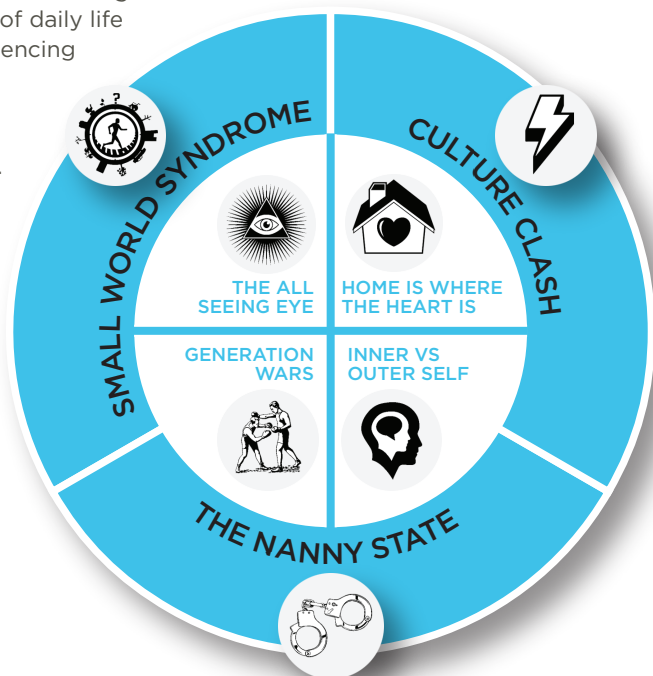 of daily life
encing
SMALL WORLD SYNDROME
CULTURE CLASH
THE ALL
SEEING EYE
HOME IS WHERE
THE HEART IS
GENERATION
WARS
INNER VS
OUTER SELF
THE NANNY STATE